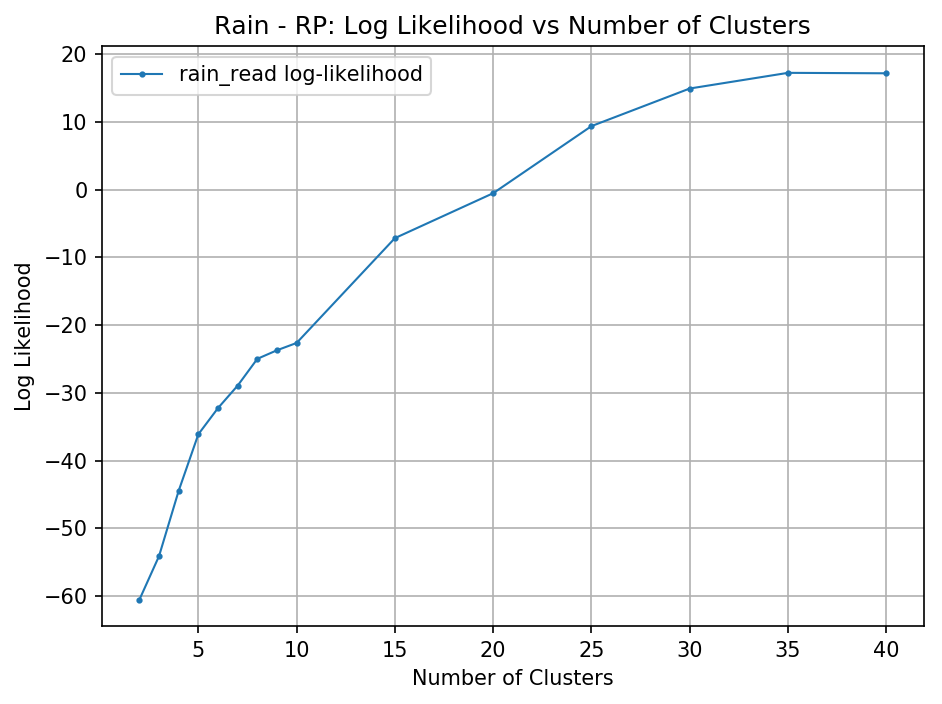 Rain - RP: Log Likelihood vs Number of Clusters
rain_read log-likelihood
Log Likelihood
20
10
0
−10
−20
−30
−40
−50
−60
5 10 15 20 25 30 35 40
Number of Clusters